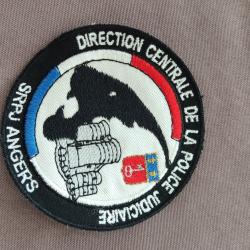 DIRECTION CENTRALE DE LA POLICE JUDICIAIRE
SRPJ ANGERS